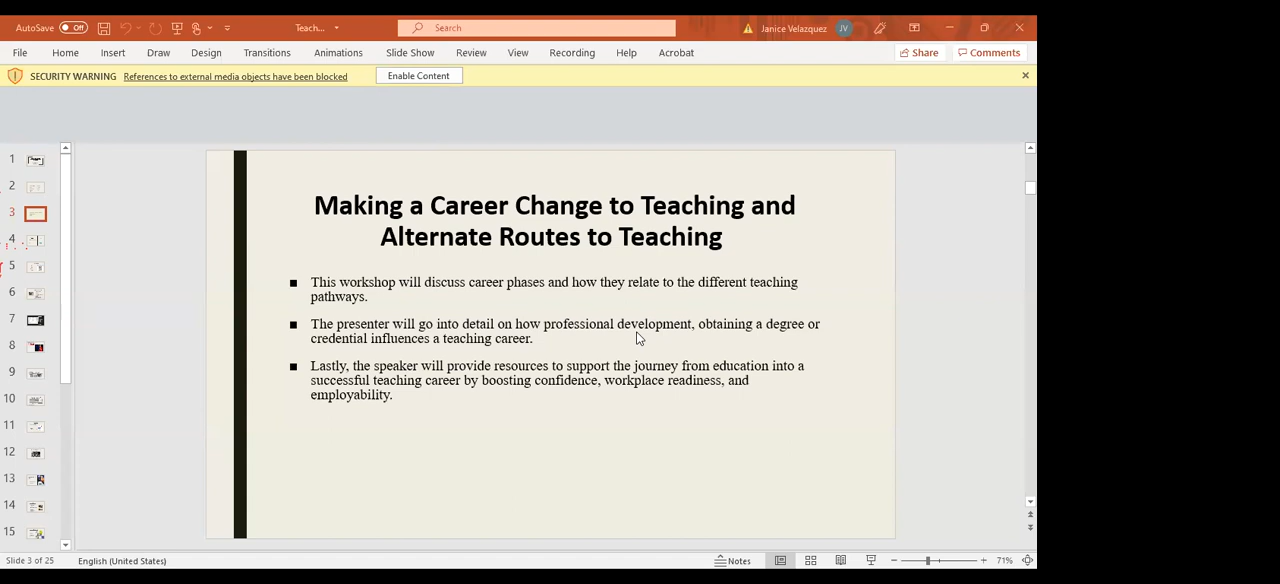 AutoSave Off Teach... Search Janice Velazquez JV
File Home Insert Draw Design Transitions Animations Slide Show Review View Recording Help Acrobat Share Comments
SECURITY WARNING References to external media objects have been blocked Enable Content
1
2
3
4
5
6
7
8
9
10
11
12
13
14
15
Making a Career Change to Teaching and
Alternate Routes to Teaching
■ This workshop will discuss career phases and how they relate to the different teaching
pathways.
■ The presenter will go into detail on how professional development, obtaining a degree or
credential influences a teaching career.
■ Lastly, the speaker will provide resources to support the journey from education into a
successful teaching career by boosting confidence, workplace readiness, and
employability.
Slide 3 of 25 English (United States) Notes 71%